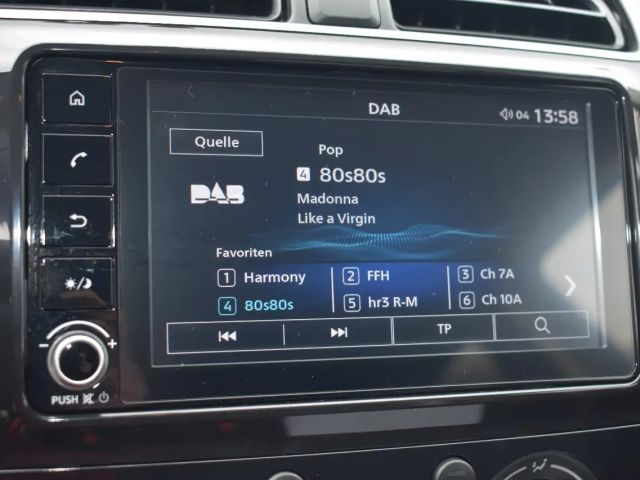 DAB
04 13:58
Quelle
Pop
DAB
4 80s80s
Madonna
Like a Virgin
Favoriten
1 Harmony 2 FFH 3 Ch 7A
4 80s80s 5 hr3 R-M 6 Ch 10A
TP
- +
PUSH